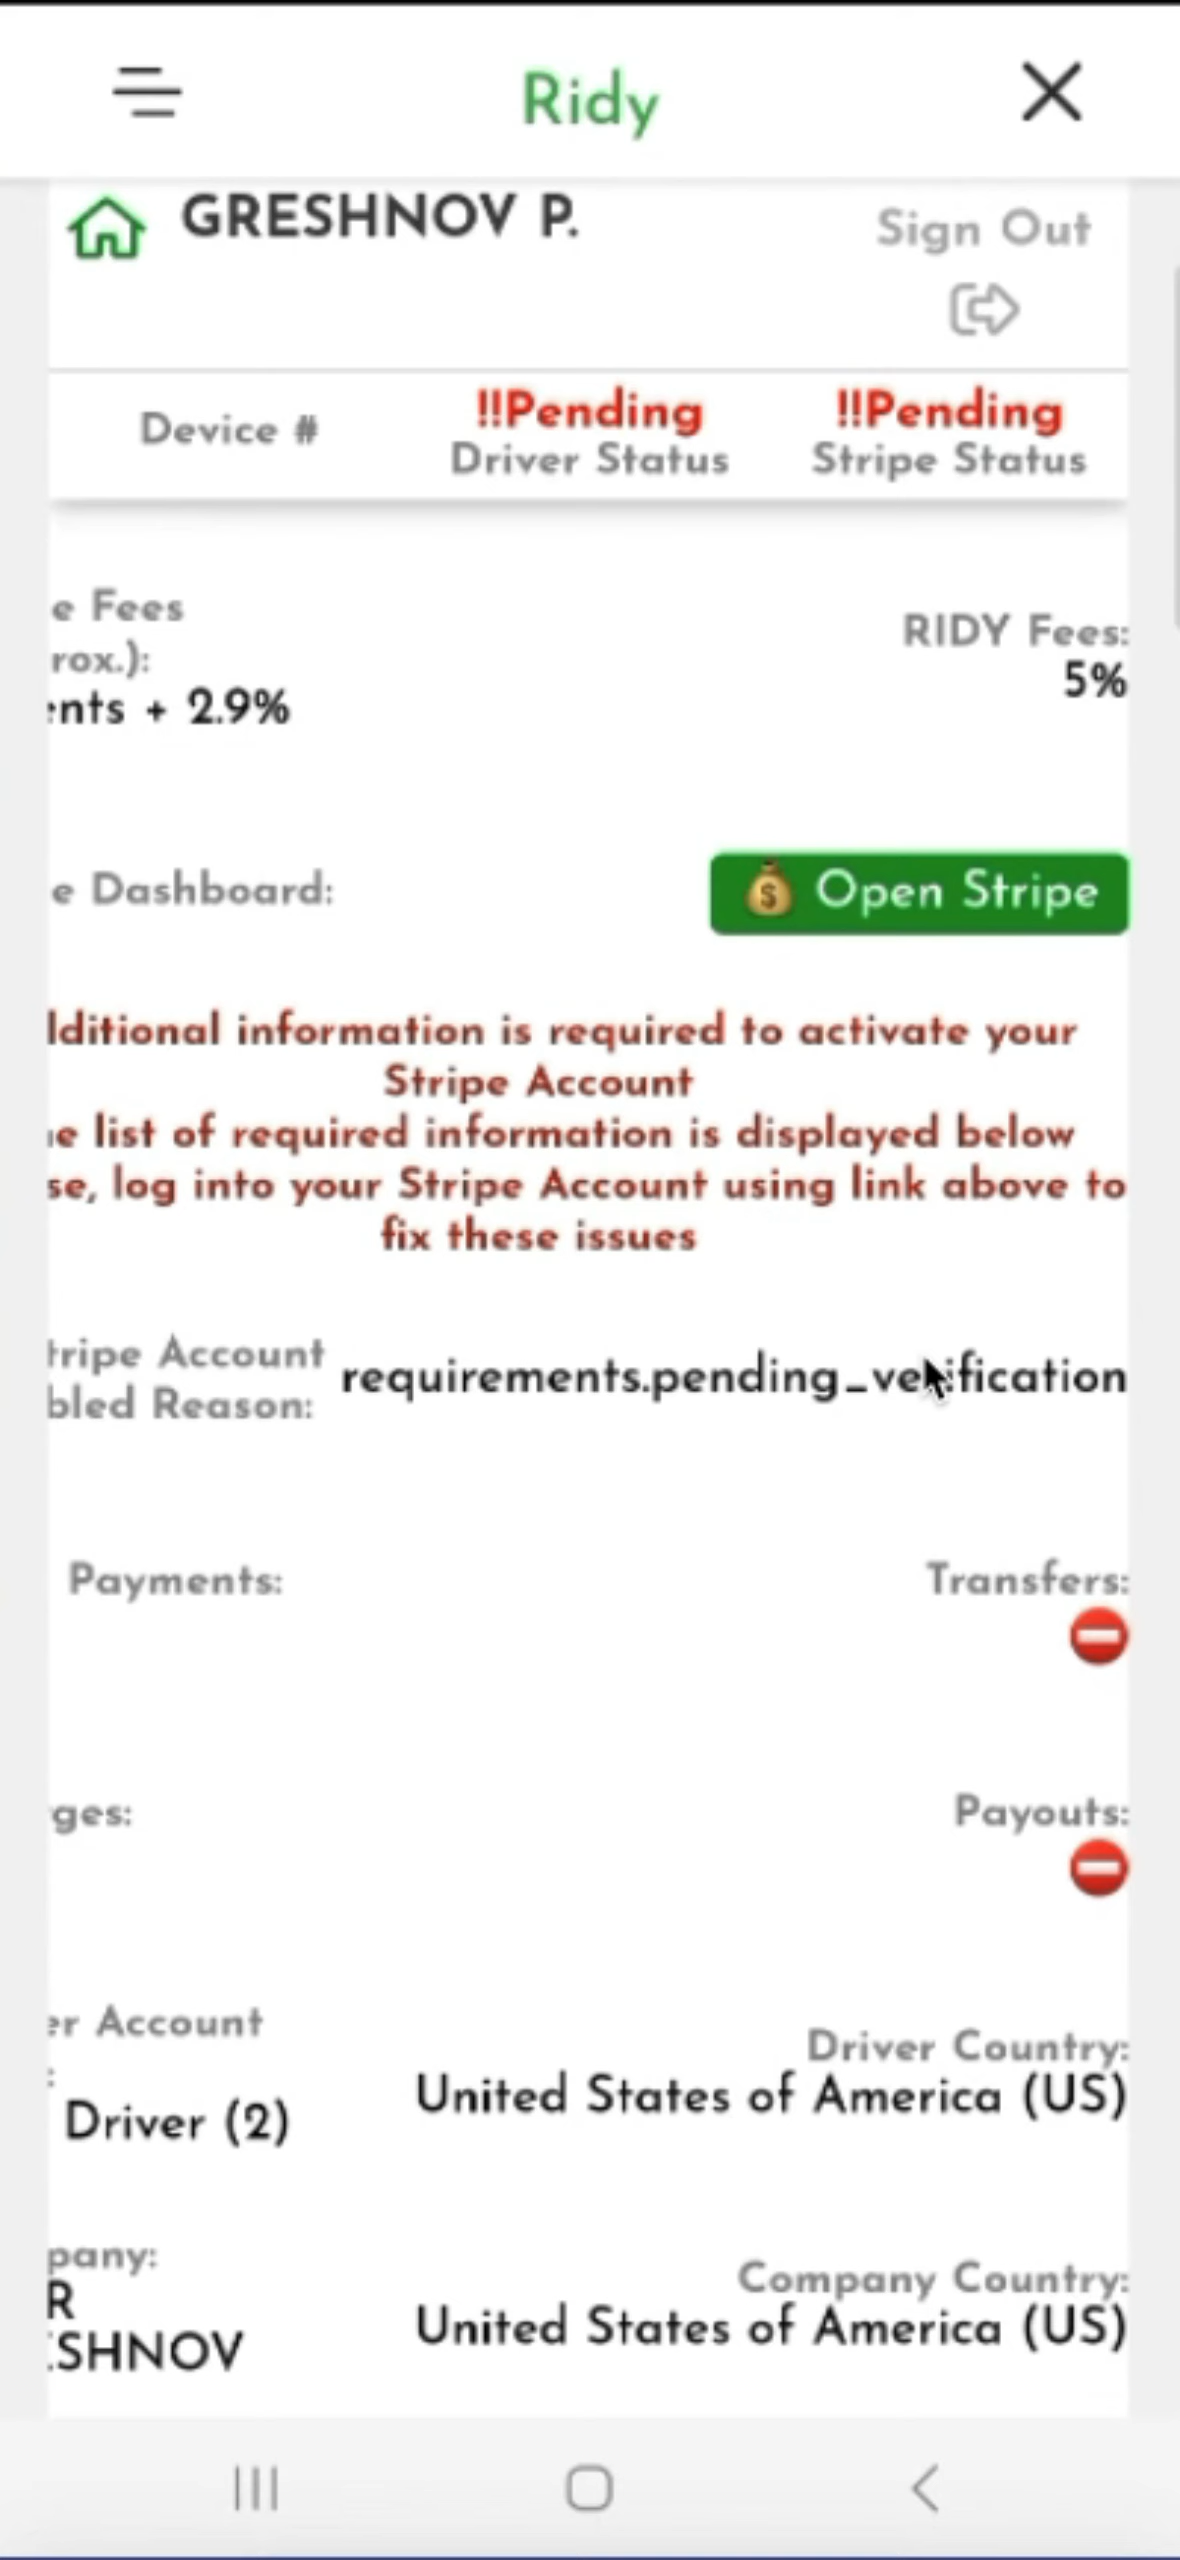 Ridy
GRESHNOV P.
Sign Out
Device #
!!Pending
Driver Status
!!Pending
Stripe Status
e Fees
rox.):
nts + 2.9%
RIDY Fees:
5%
e Dashboard:
💰 Open Stripe
lditional information is required to activate your
Stripe Account
e list of required information is displayed below
se, log into your Stripe Account using link above to
fix these issues
tripe Account
bled Reason:
requirements.pending_verification
Payments:
Transfers:
ges:
Payouts:
er Account
:
Driver (2)
Driver Country:
United States of America (US)
pany:
R
SHNOV
Company Country:
United States of America (US)